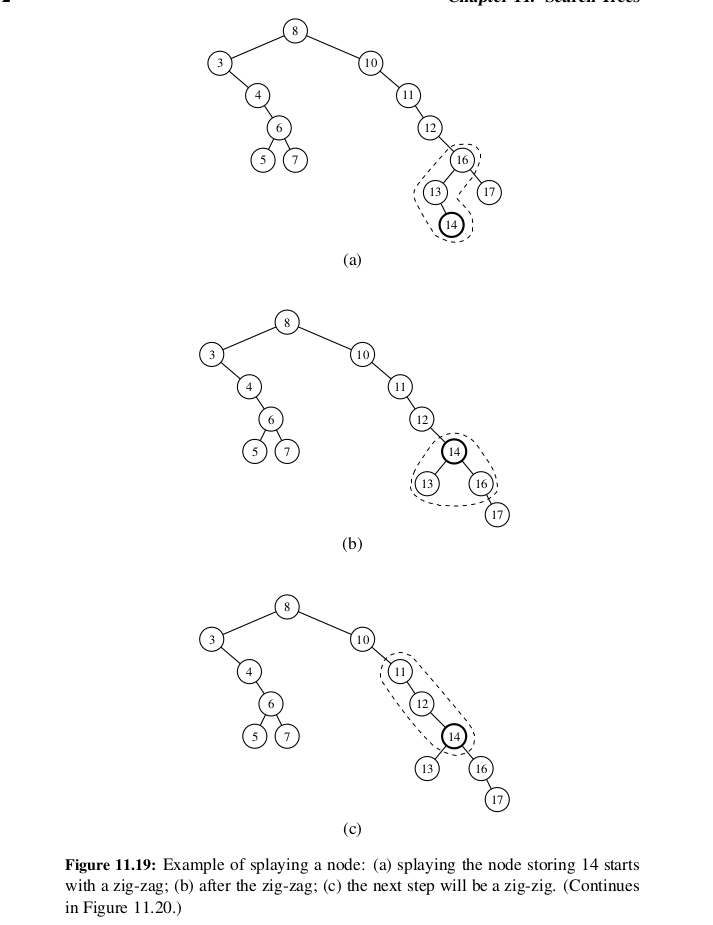 2
Chapter 11. Search Trees
8
3 10
4 11
6 12
5 7 16
13 17
14
(a)
8
3 10
4 11
6 12
5 7 14
13 16
17
(b)
8
3 10
4 11
6 12
5 7 14
13 16
17
(c)
Figure 11.19: Example of splaying a node: (a) splaying the node storing 14 starts
with a zig-zag; (b) after the zig-zag; (c) the next step will be a zig-zig. (Continues
in Figure 11.20.)